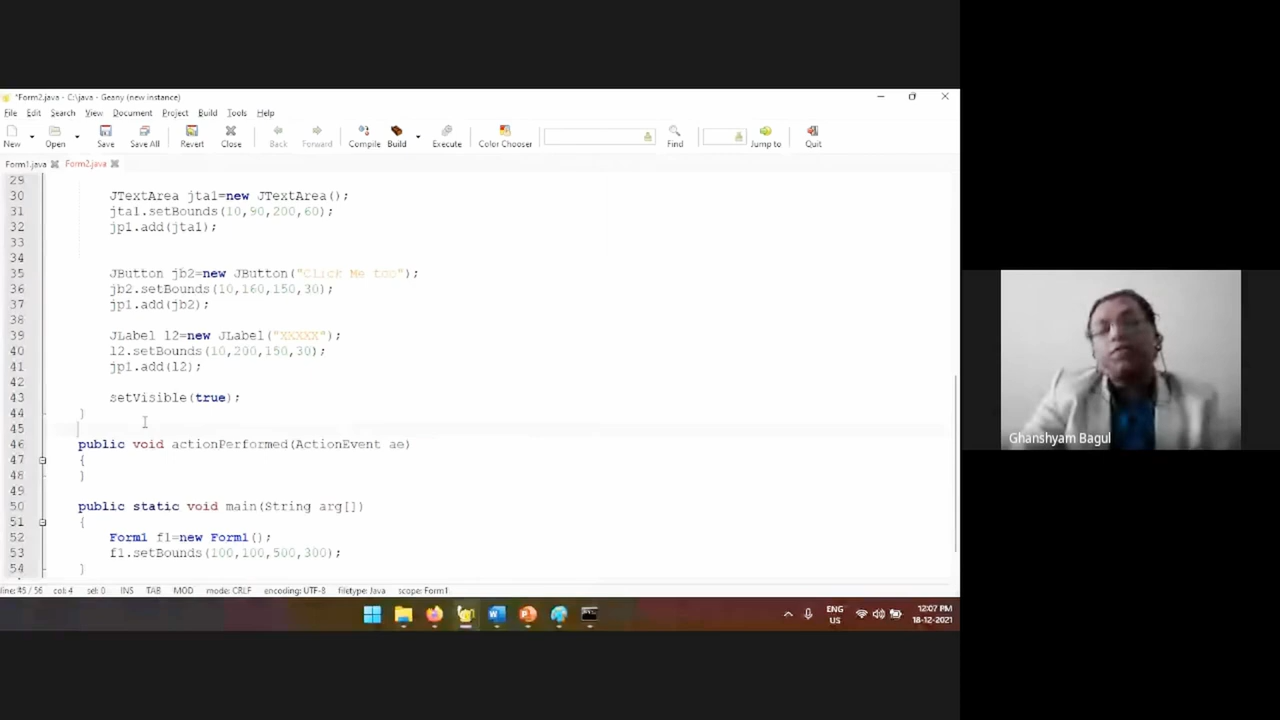 *Form2.java - C:\java - Geany (new instance)
File Edit Search View Document Project Build Tools Help
New Open Save Save All Revert Close Back Forward Compile Build Execute Color Chooser Find Jump to Quit
Form1.java Form2.java
29
30 JTextArea jta1=new JTextArea();
31 jta1.setBounds(10,90,200,60);
32 jp1.add(jta1);
33
34
35 JButton jb2=new JButton("Click Me too");
36 jb2.setBounds(10,160,150,30);
37 jp1.add(jb2);
38
39 JLabel l2=new JLabel("XXXXX");
40 l2.setBounds(10,200,150,30);
41 jp1.add(l2);
42
43 setVisible(true);
44 }
45
46 public void actionPerformed(ActionEvent ae)
47 {
48 }
49
50 public static void main(String arg[])
51 {
52 Form1 f1=new Form1();
53 f1.setBounds(100,100,500,300);
54 }
line: 45 / 56 col: 4 sel: 0 INS TAB MOD mode: CRLF encoding: UTF-8 filetype: Java scope: Form1
ENG
US
12:07 PM
18-12-2021
Ghanshyam Bagul